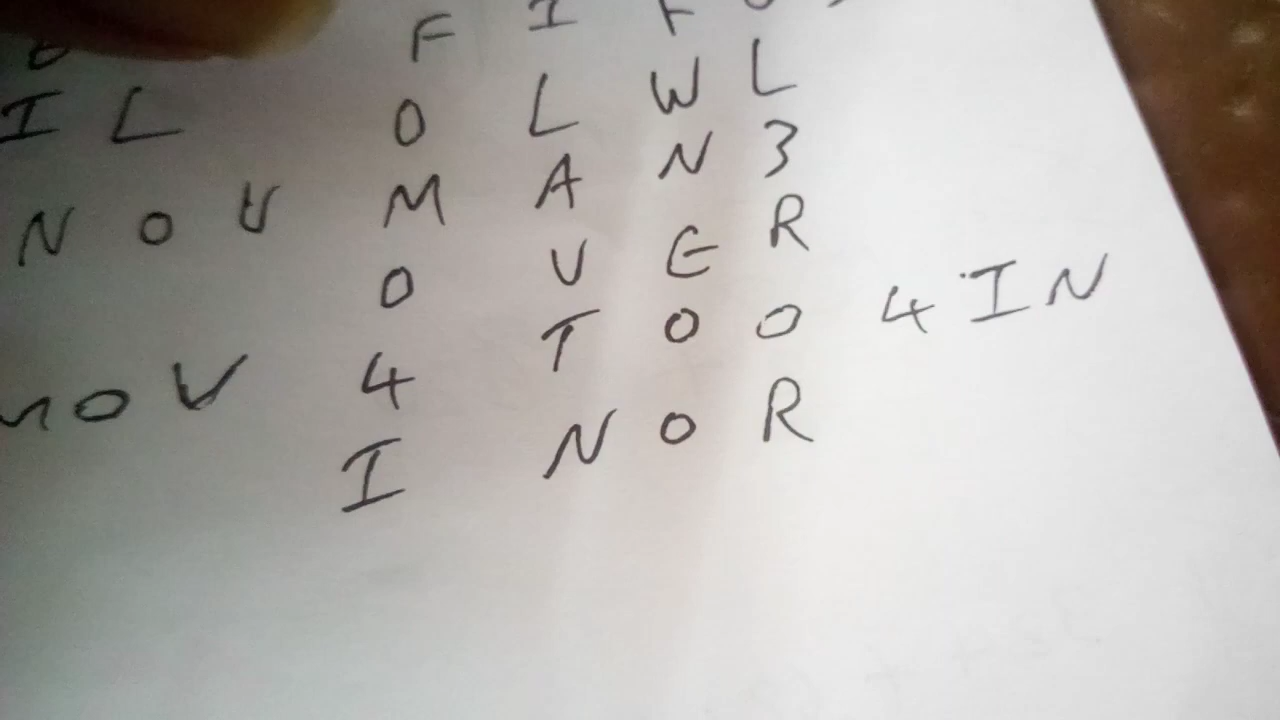 F I F
I L O L W L
N O V M A N 3
O V E R
N O V 4 T O O 4 I N
I N O R